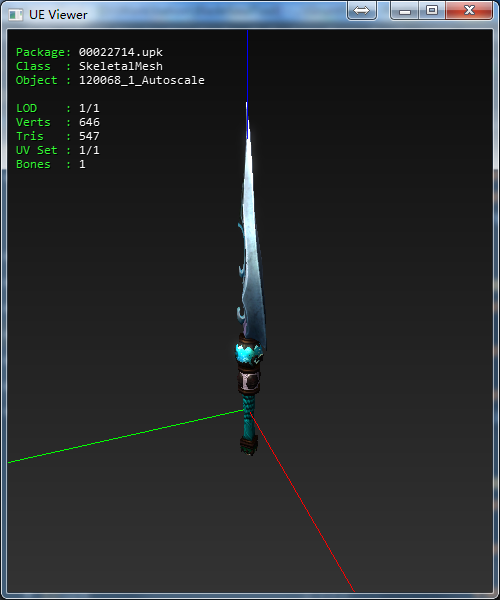 UE Viewer
Package: 00022714.upk
Class : SkeletalMesh
Object : 120068_1_Autoscale
LOD : 1/1
Verts : 646
Tris : 547
UV Set : 1/1
Bones : 1